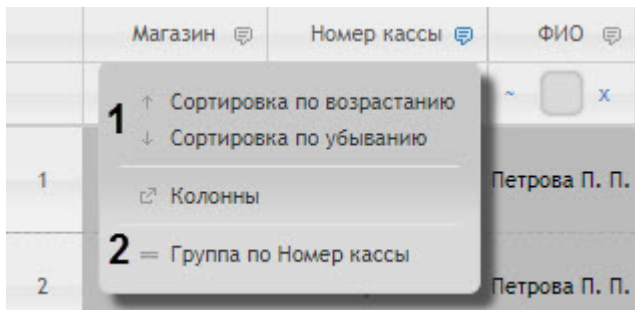 Магазин Номер кассы ФИО
1 ↑ Сортировка по возрастанию ~ x
↓ Сортировка по убыванию
1 Колонны Петрова П. П.
2 = Группа по Номер кассы
2 Петрова П. П.